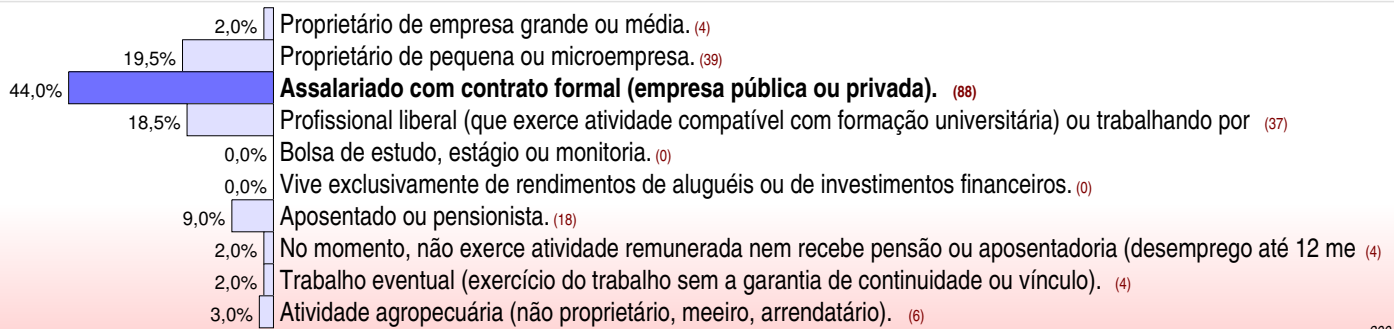 2,0% Proprietário de empresa grande ou média. (4)
19,5% Proprietário de pequena ou microempresa. (39)
44,0% Assalariado com contrato formal (empresa pública ou privada). (88)
18,5% Profissional liberal (que exerce atividade compatível com formação universitária) ou trabalhando por (37)
0,0% Bolsa de estudo, estágio ou monitoria. (0)
0,0% Vive exclusivamente de rendimentos de aluguéis ou de investimentos financeiros. (0)
9,0% Aposentado ou pensionista. (18)
2,0% No momento, não exerce atividade remunerada nem recebe pensão ou aposentadoria (desemprego até 12 me (4)
2,0% Trabalho eventual (exercício do trabalho sem a garantia de continuidade ou vínculo). (4)
3,0% Atividade agropecuária (não proprietário, meeiro, arrendatário). (6)